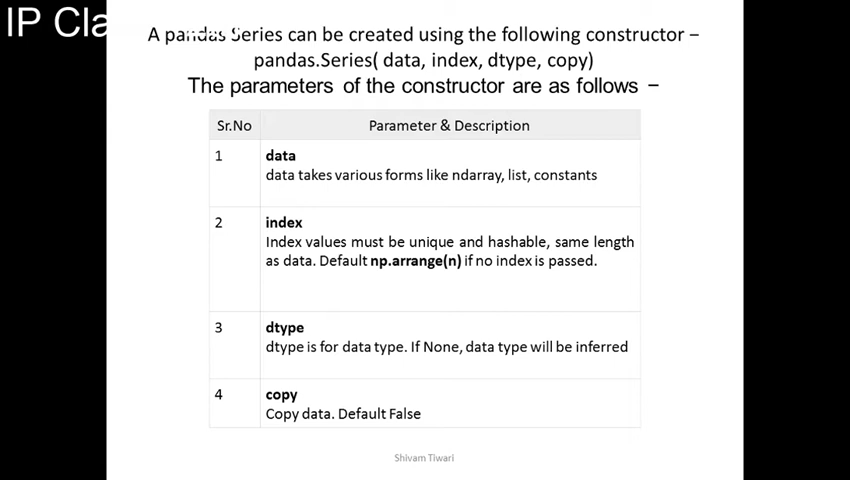 IP Cla
A pandas Series can be created using the following constructor –
pandas.Series( data, index, dtype, copy)
The parameters of the constructor are as follows –
Sr.No Parameter & Description
1 data
data takes various forms like ndarray, list, constants
2 index
Index values must be unique and hashable, same length
as data. Default np.arrange(n) if no index is passed.
3 dtype
dtype is for data type. If None, data type will be inferred
4 copy
Copy data. Default False
Shivam Tiwari